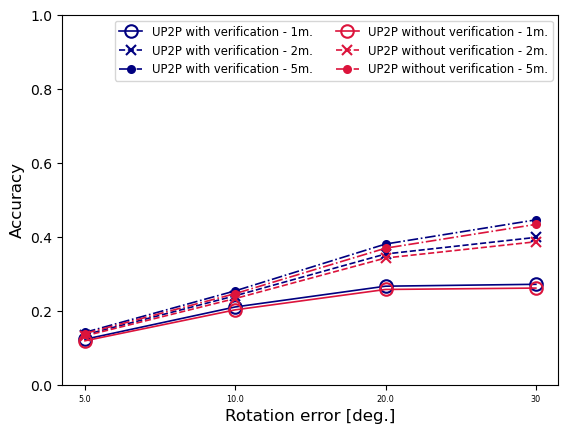 1.0
0.8
0.6
0.4
0.2
0.0
Accuracy
UP2P with verification - 1m.
UP2P with verification - 2m.
UP2P with verification - 5m.
UP2P without verification - 1m.
UP2P without verification - 2m.
UP2P without verification - 5m.
5.0 10.0 20.0 30
Rotation error [deg.]